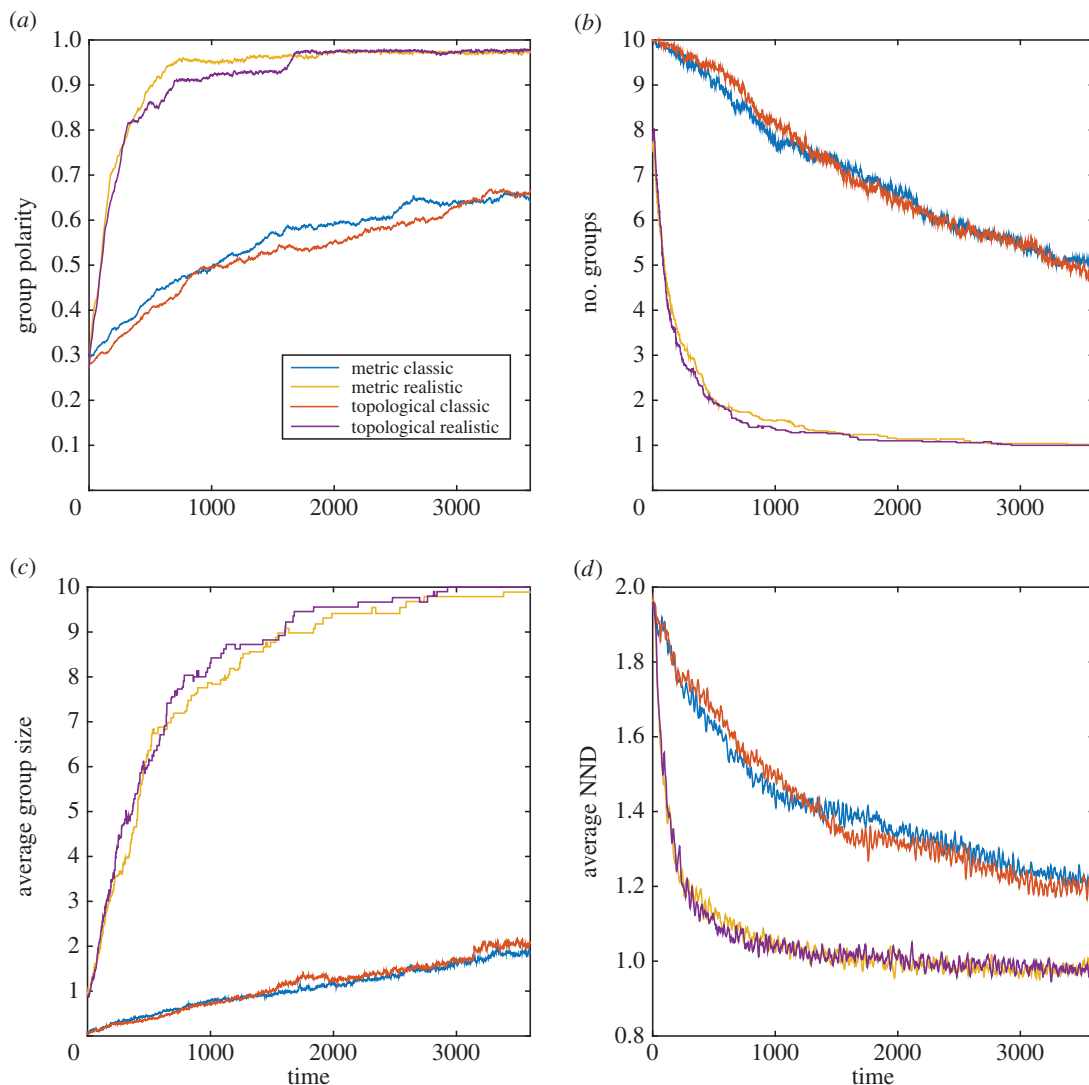 (a)
1.0
0.9
0.8
0.7
0.6
0.5
0.4
0.3
0.2
0.1
group polarity
metric classic
metric realistic
topological classic
topological realistic
0 1000 2000 3000
(b)
10
9
8
7
6
5
4
3
2
1
no. groups
0 1000 2000 3000
(c)
10
9
8
7
6
5
4
3
2
1
average group size
0 1000 2000 3000
time
(d)
2.0
1.8
1.6
1.4
1.2
1.0
0.8
average NND
0 1000 2000 3000
time